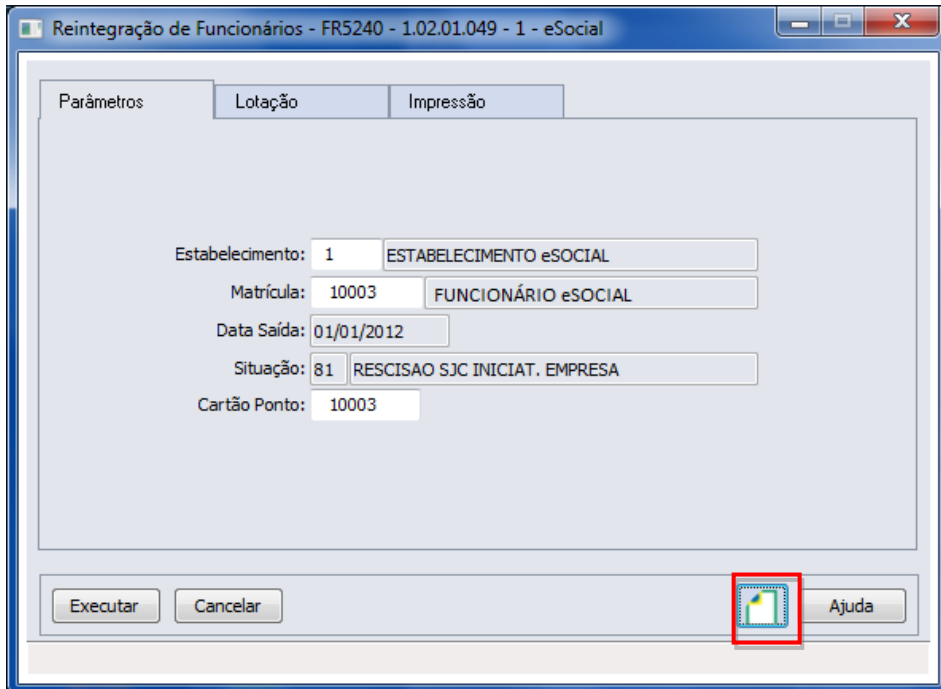 Reintegração de Funcionários - FR5240 - 1.02.01.049 - 1 - eSocial
Parâmetros Lotação Impressão
Estabelecimento: 1 ESTABELECIMENTO eSOCIAL
Matrícula: 10003 FUNCIONÁRIO eSOCIAL
Data Saída: 01/01/2012
Situação: 81 RESCISAO SJC INICIAT. EMPRESA
Cartão Ponto: 10003
Executar Cancelar Ajuda